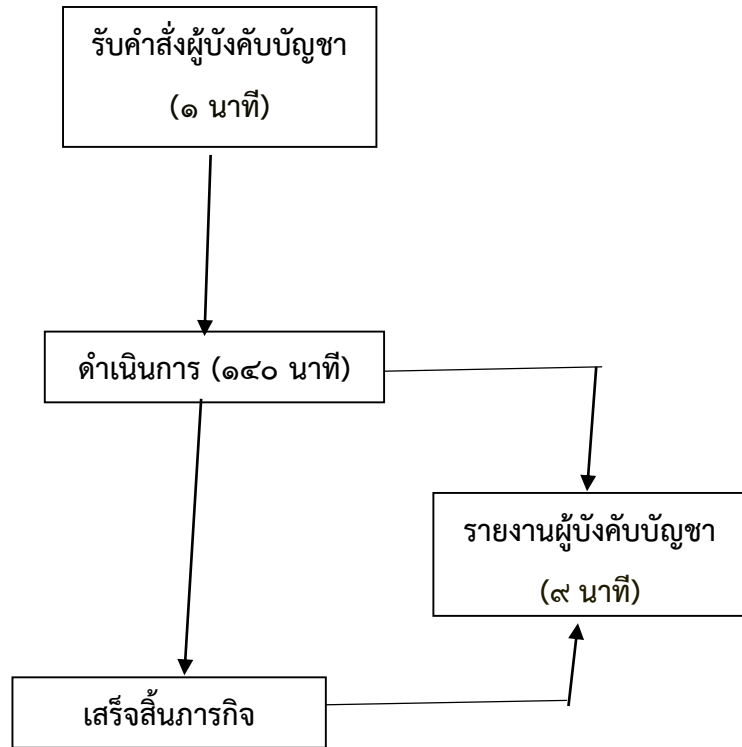 รับคำสั่งผู้บังคับบัญชา
(๑ นาที)
ดำเนินการ (๑๔๐ นาที)
รายงานผู้บังคับบัญชา
(๙ นาที)
เสร็จสิ้นภารกิจ